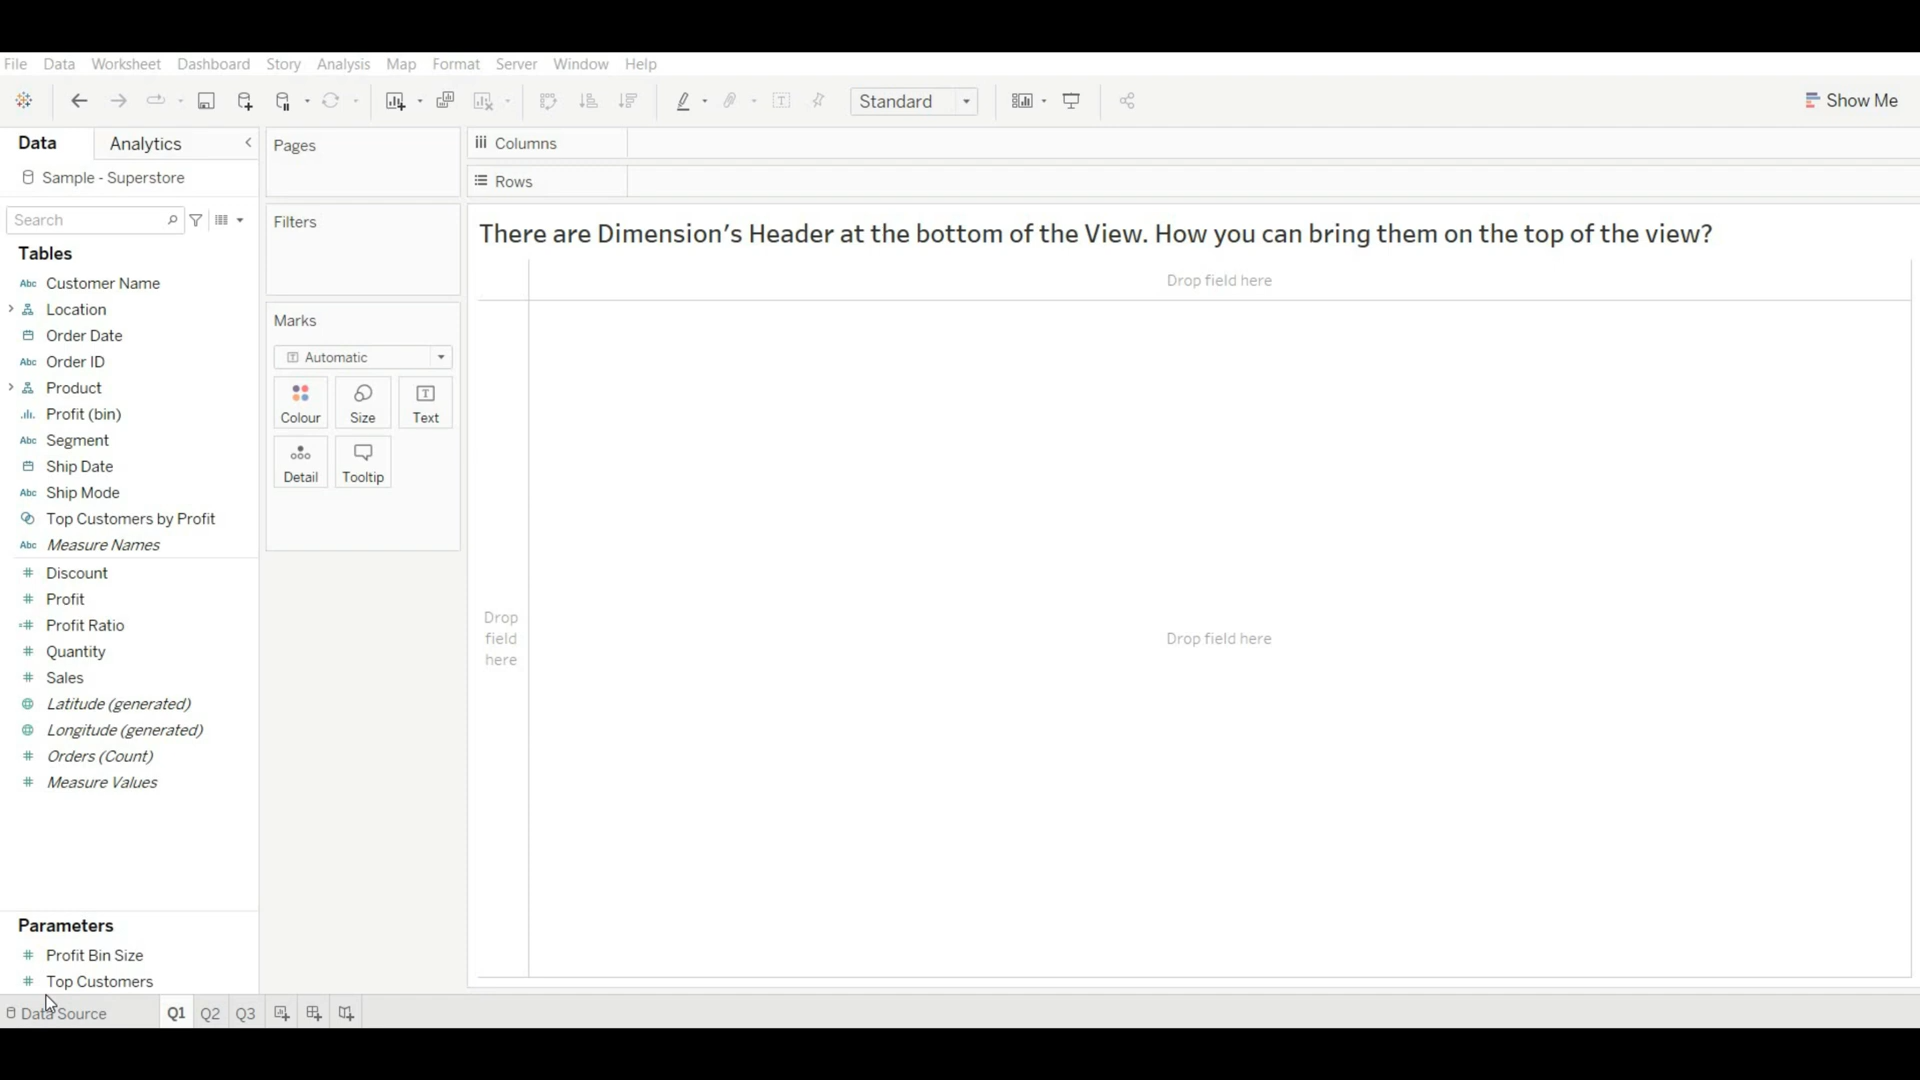 File Data Worksheet Dashboard Story Analysis Map Format Server Window Help
Standard
Show Me
Data Analytics
Sample - Superstore
Search
Tables
Abc Customer Name
Location
Order Date
Abc Order ID
Product
Profit (bin)
Abc Segment
Ship Date
Abc Ship Mode
Top Customers by Profit
Abc Measure Names
# Discount
# Profit
=# Profit Ratio
# Quantity
# Sales
Latitude (generated)
Longitude (generated)
# Orders (Count)
# Measure Values
Parameters
# Profit Bin Size
# Top Customers
Pages
Filters
Marks
T Automatic
Colour Size T Text
Detail Tooltip
Columns
Rows
There are Dimension's Header at the bottom of the View. How you can bring them on the top of the view?
Drop field here
Drop
field
here
Drop field here
Data Source Q1 Q2 Q3